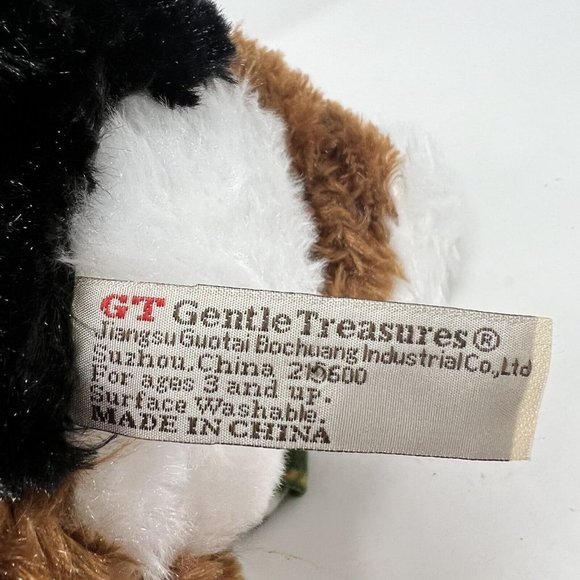 GT Gentle Treasures®
Jiangsu Guotai Bochuang Industrial Co.,Ltd
Suzhou.China. 215600
For ages 3 and up.
Surface Washable.
MADE IN CHINA